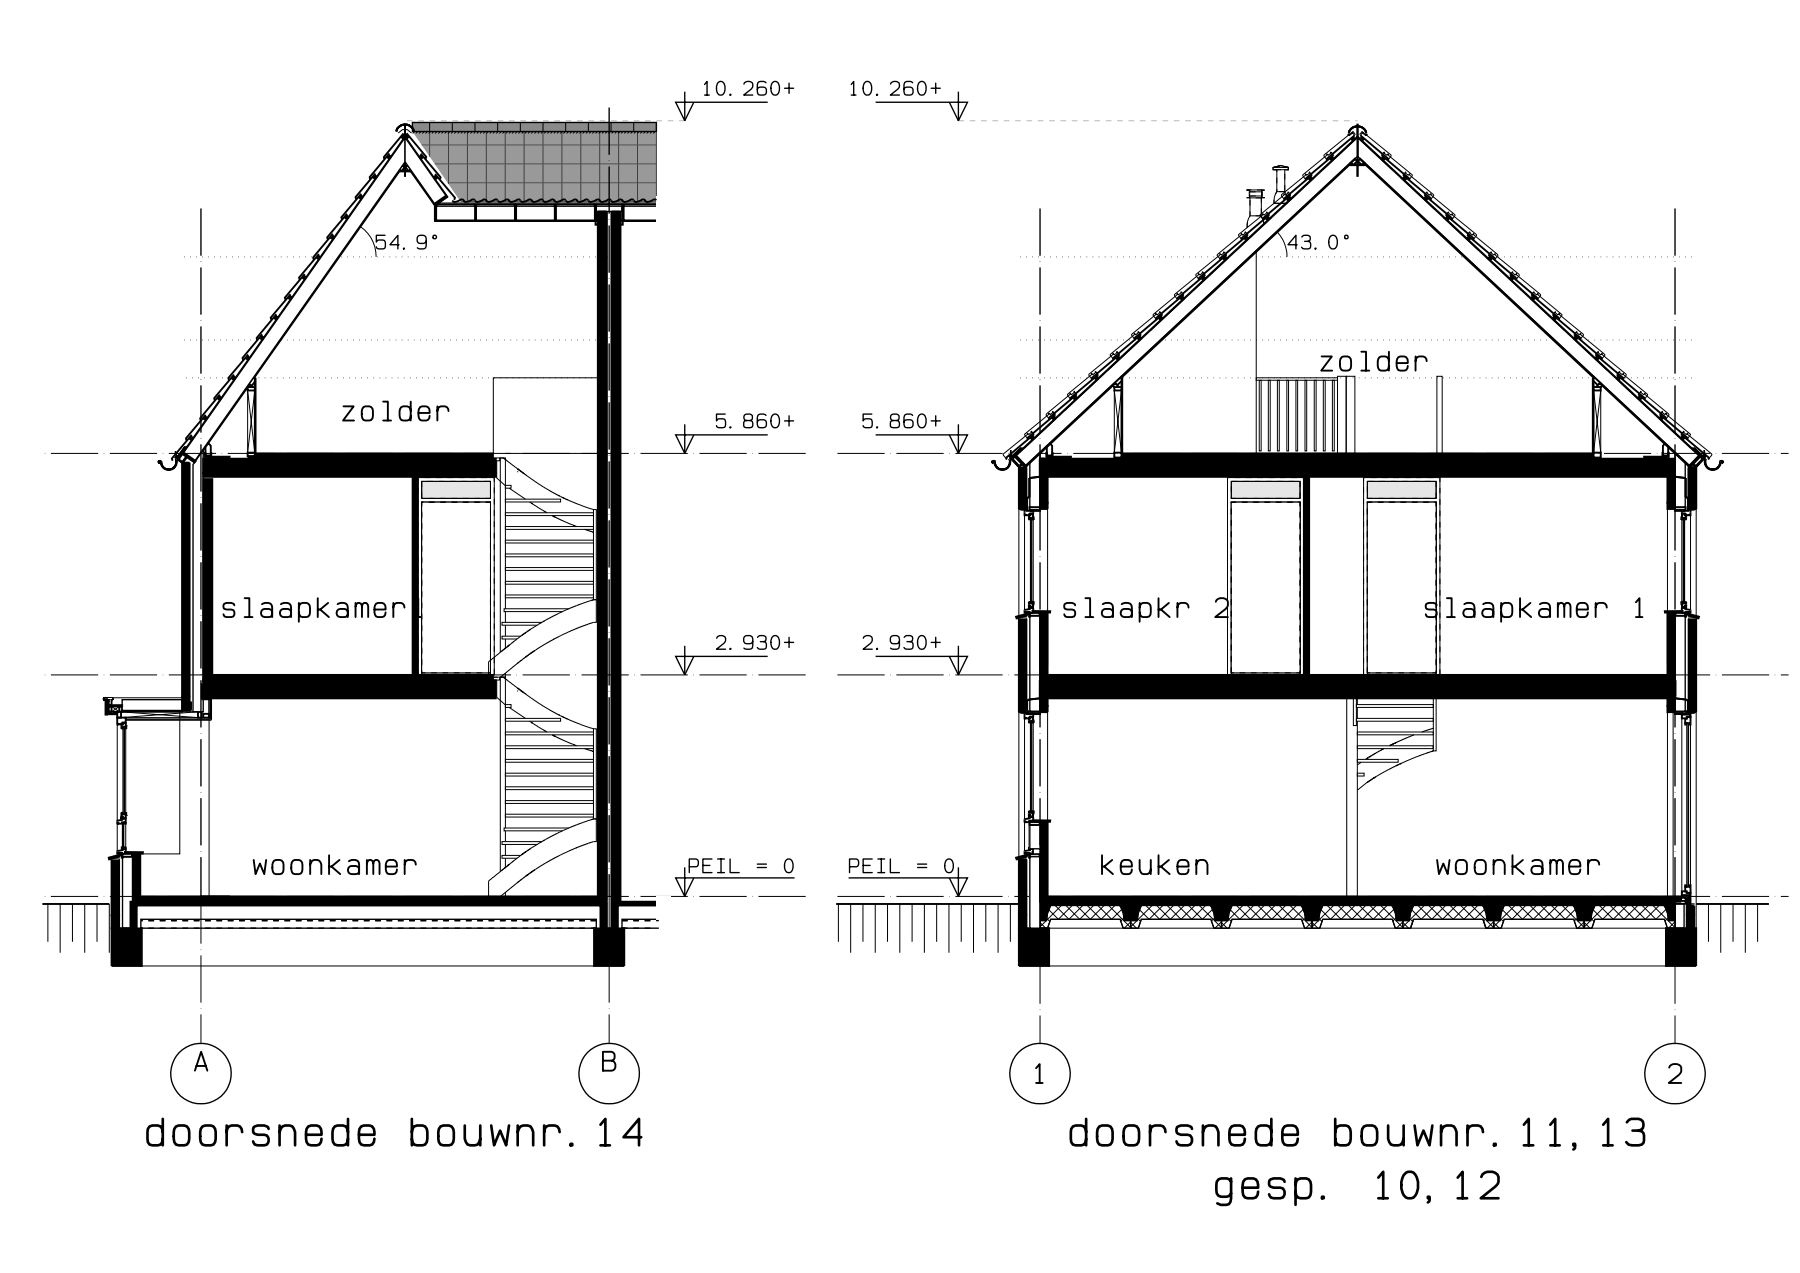 10.260+
10.260+
54.9°
43.0°
zolder
zolder
5.860+
5.860+
slaapkamer
slaapkr 2
slaapkamer 1
2.930+
2.930+
woonkamer
keuken
woonkamer
PEIL = 0
PEIL = 0
A
B
1
2
doorsnede bouwnr. 14
doorsnede bouwnr. 11, 13
gesp. 10, 12